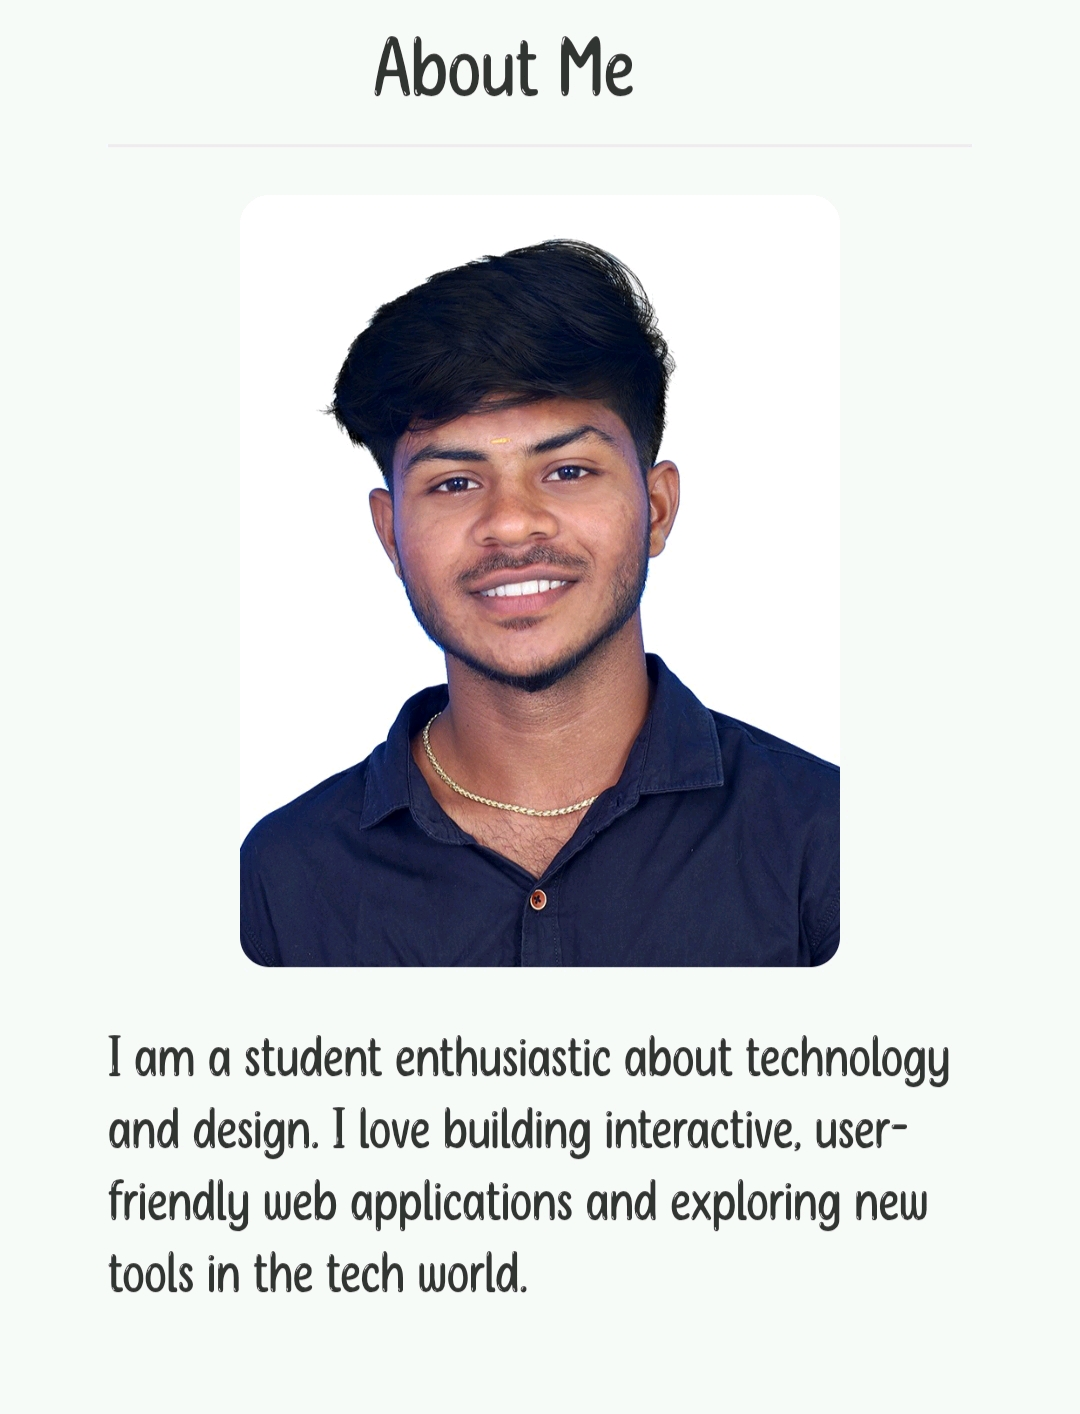 About Me
I am a student enthusiastic about technology
and design. I love building interactive, user-
friendly web applications and exploring new
tools in the tech world.